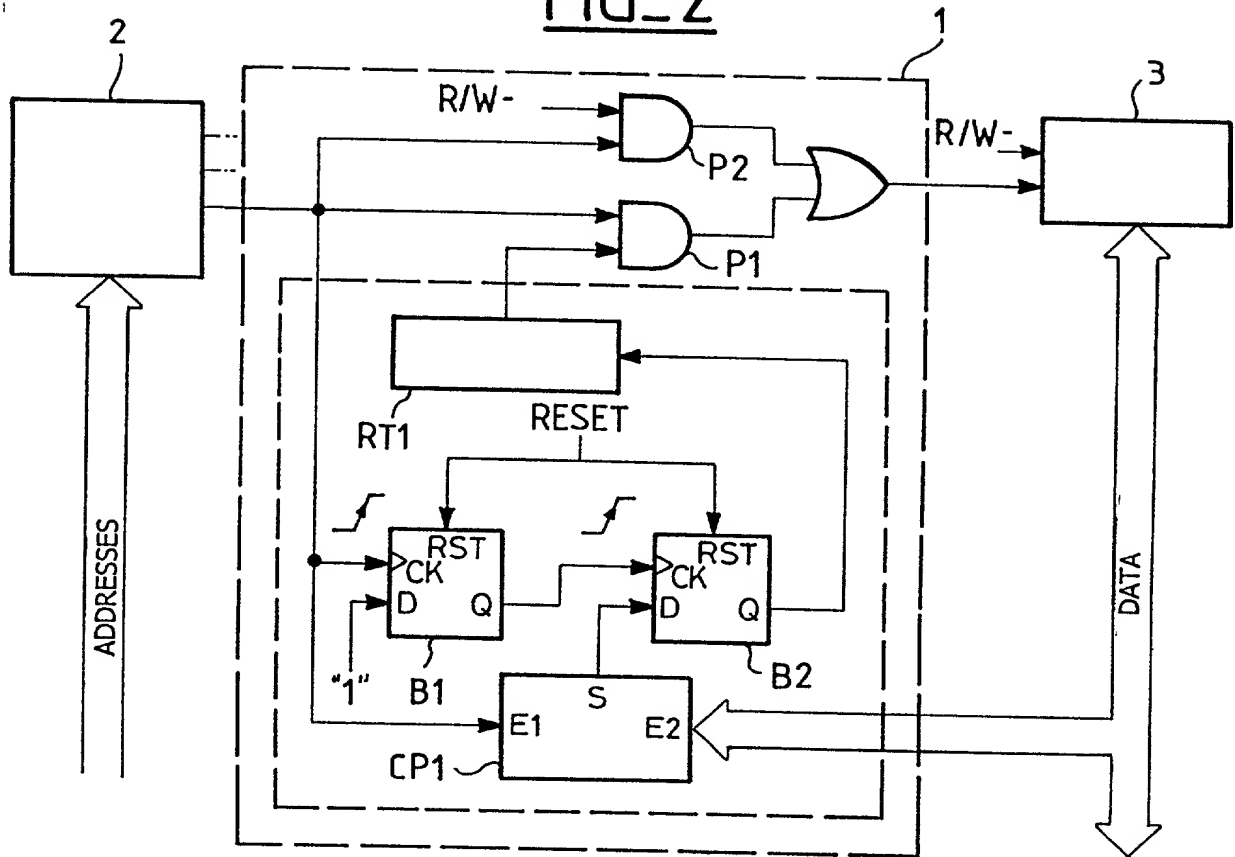 FIG_2
2
1
3
R/W-
P2
R/W-
P1
RT1
RESET
RST
CK
D
Q
RST
CK
D
Q
"1"
B1
B2
S
E1
E2
CP1
ADDRESSES
DATA